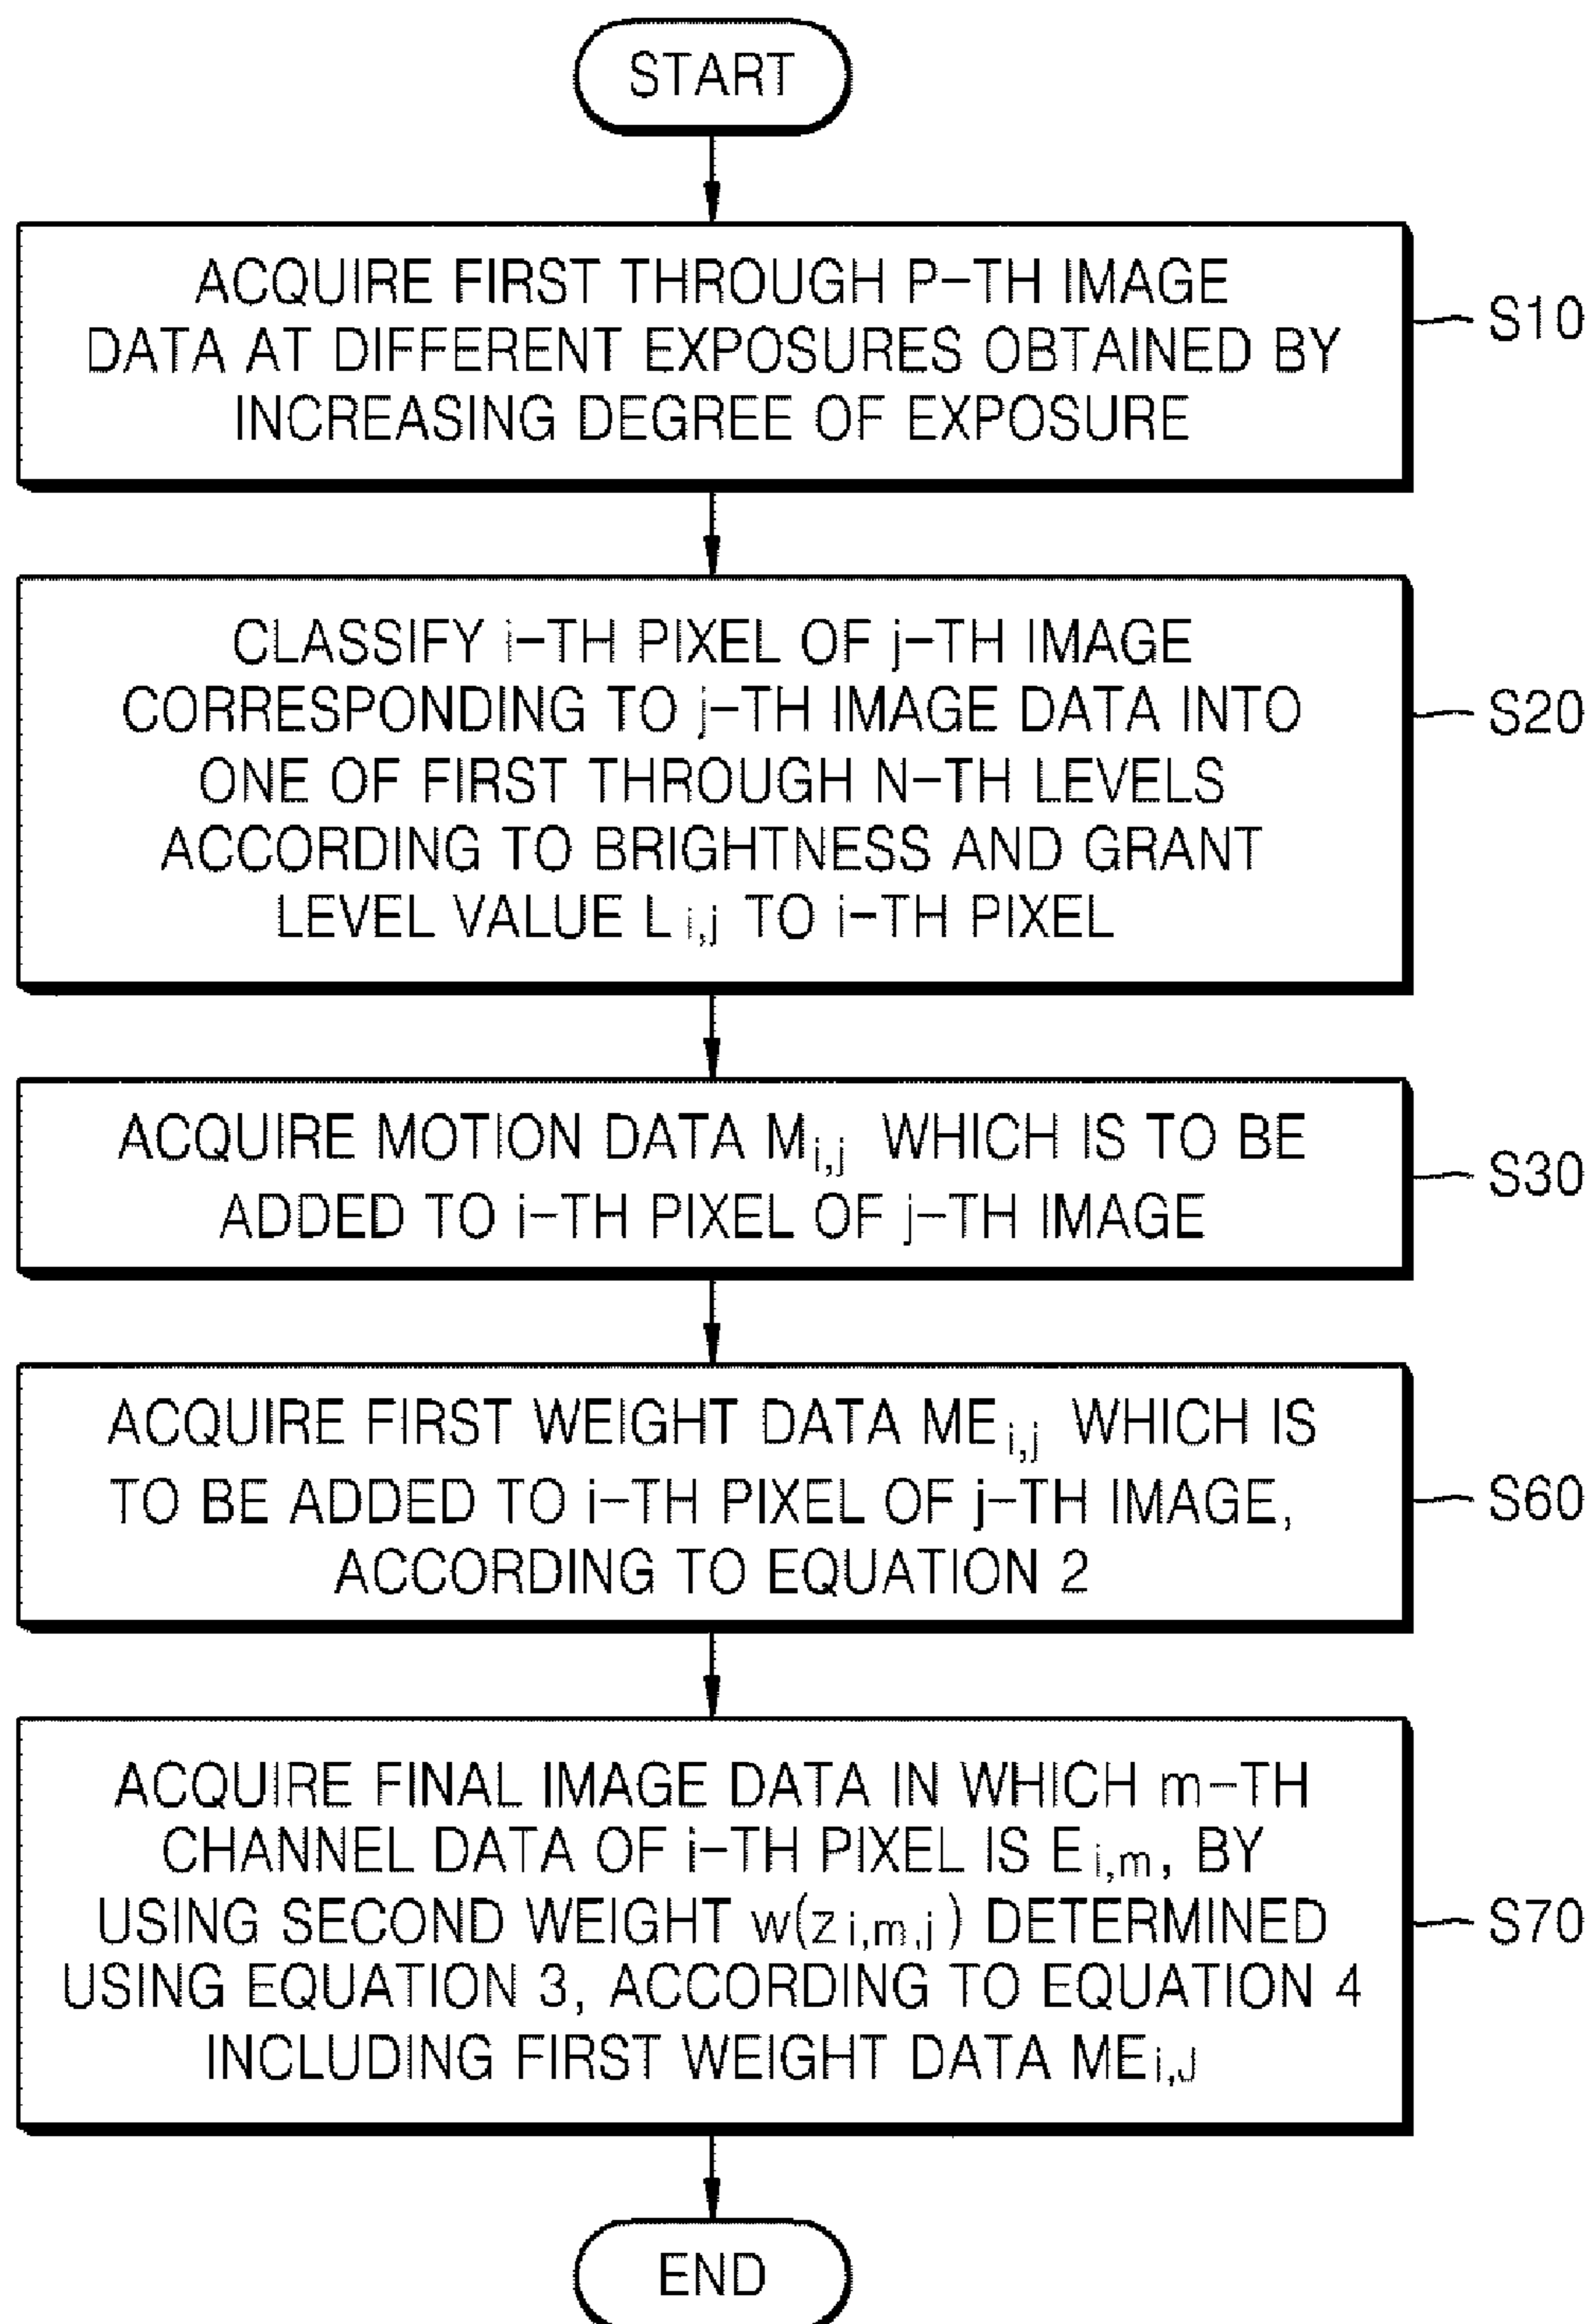 START
ACQUIRE FIRST THROUGH P-TH IMAGE
DATA AT DIFFERENT EXPOSURES OBTAINED BY
INCREASING DEGREE OF EXPOSURE
S10
CLASSIFY i-TH PIXEL OF j-TH IMAGE
CORRESPONDING TO j-TH IMAGE DATA INTO
ONE OF FIRST THROUGH N-TH LEVELS
ACCORDING TO BRIGHTNESS AND GRANT
LEVEL VALUE L i,j TO i-TH PIXEL
S20
ACQUIRE MOTION DATA M i,j WHICH IS TO BE
ADDED TO i-TH PIXEL OF j-TH IMAGE
S30
ACQUIRE FIRST WEIGHT DATA ME i,j WHICH IS
TO BE ADDED TO i-TH PIXEL OF j-TH IMAGE,
ACCORDING TO EQUATION 2
S60
ACQUIRE FINAL IMAGE DATA IN WHICH m-TH
CHANNEL DATA OF i-TH PIXEL IS E i,m, BY
USING SECOND WEIGHT w(z i,m,j) DETERMINED
USING EQUATION 3, ACCORDING TO EQUATION 4
INCLUDING FIRST WEIGHT DATA ME i,J
S70
END